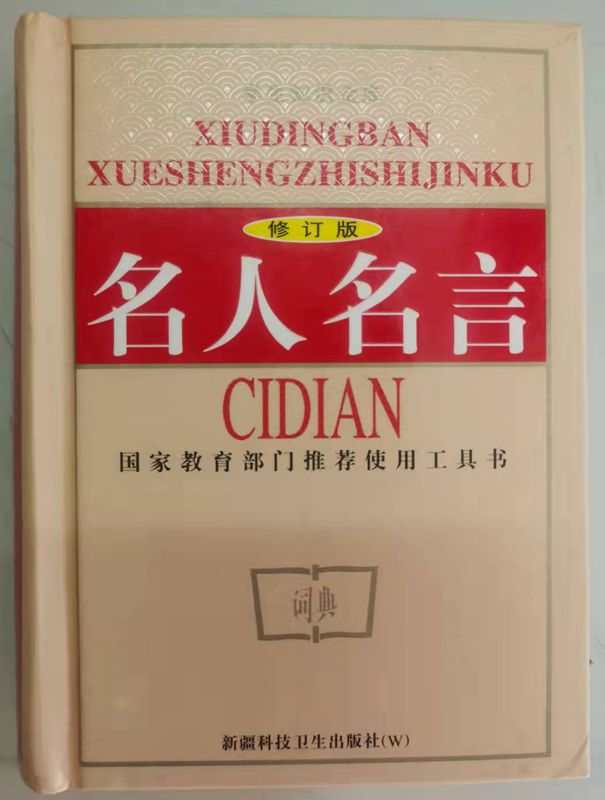 XIUDINGBAN
XUESHENGZHISHIJINKU
修订版
名人名言
CIDIAN
国家教育部门推荐使用工具书
词典
新疆科技卫生出版社(W)